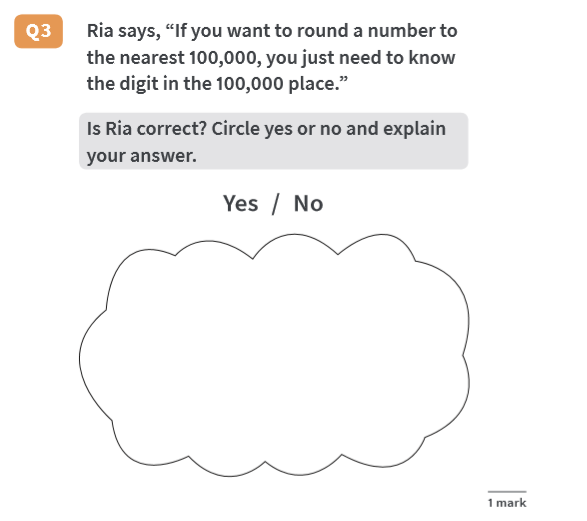 Q3
Ria says, “If you want to round a number to
the nearest 100,000, you just need to know
the digit in the 100,000 place.”
Is Ria correct? Circle yes or no and explain
your answer.
Yes / No
1 mark